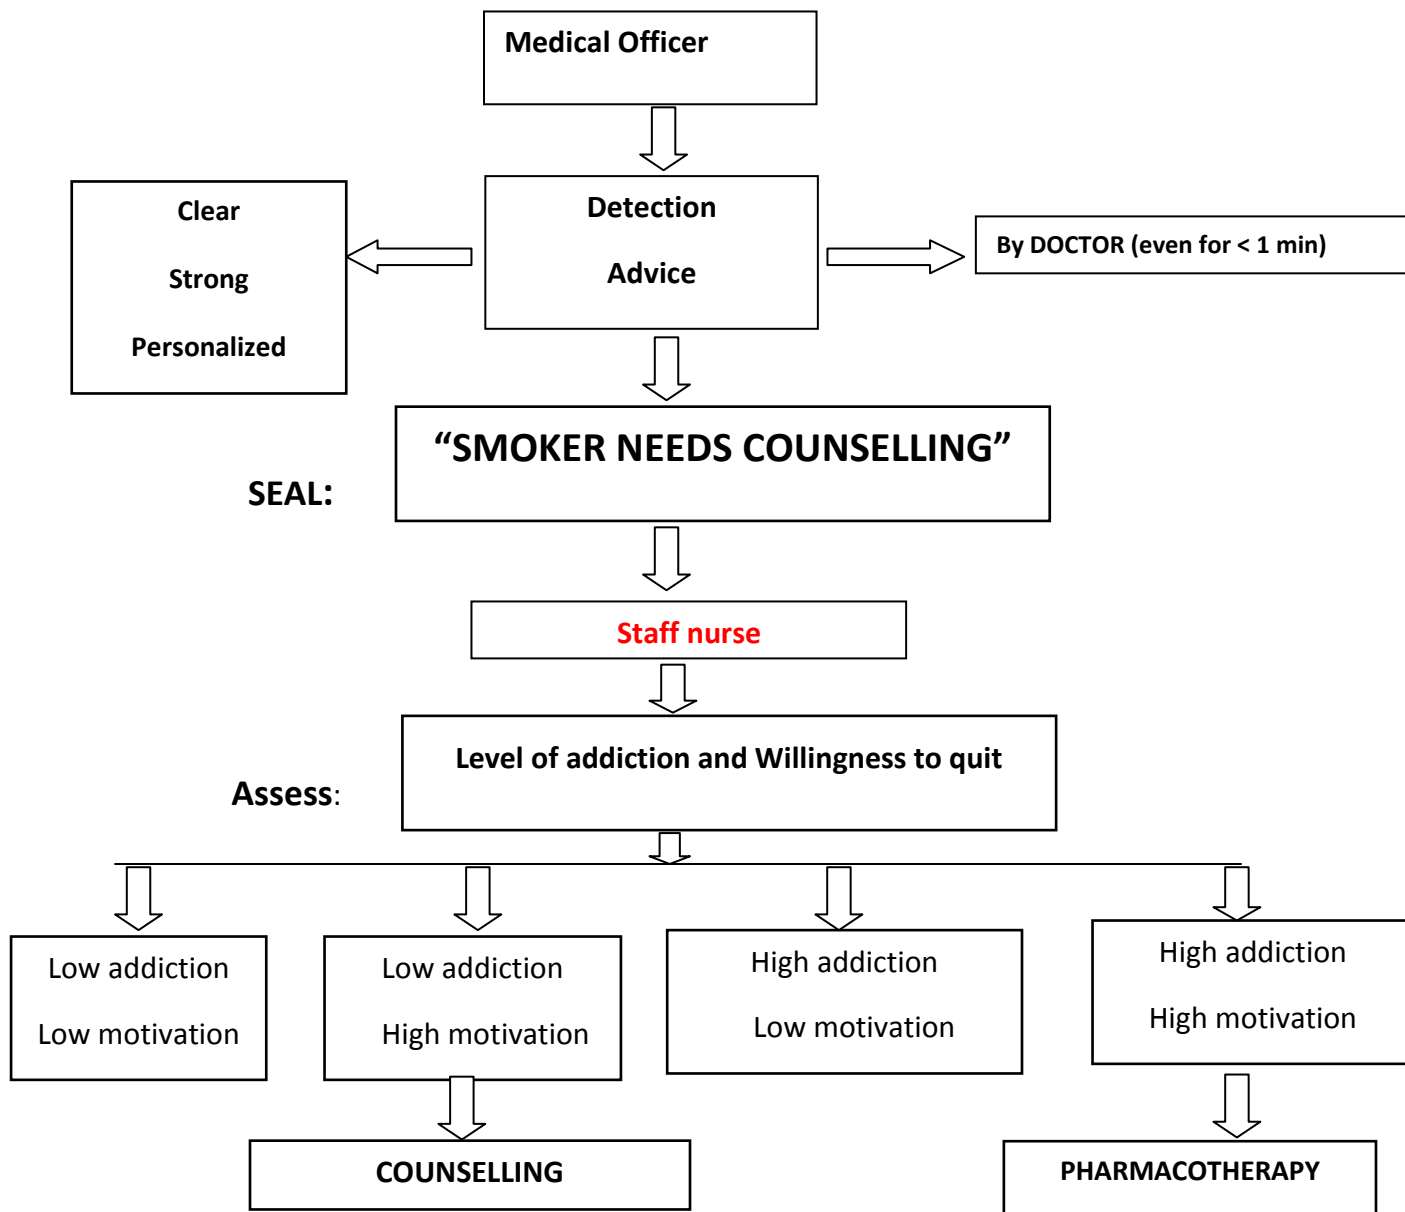 Medical Officer
Clear
Strong
Personalized
Detection
Advice
By DOCTOR (even for < 1 min)
“SMOKER NEEDS COUNSELLING”
SEAL:
Staff nurse
Level of addiction and Willingness to quit
Assess:
Low addiction
Low motivation
Low addiction
High motivation
High addiction
Low motivation
High addiction
High motivation
COUNSELLING
PHARMACOTHERAPY